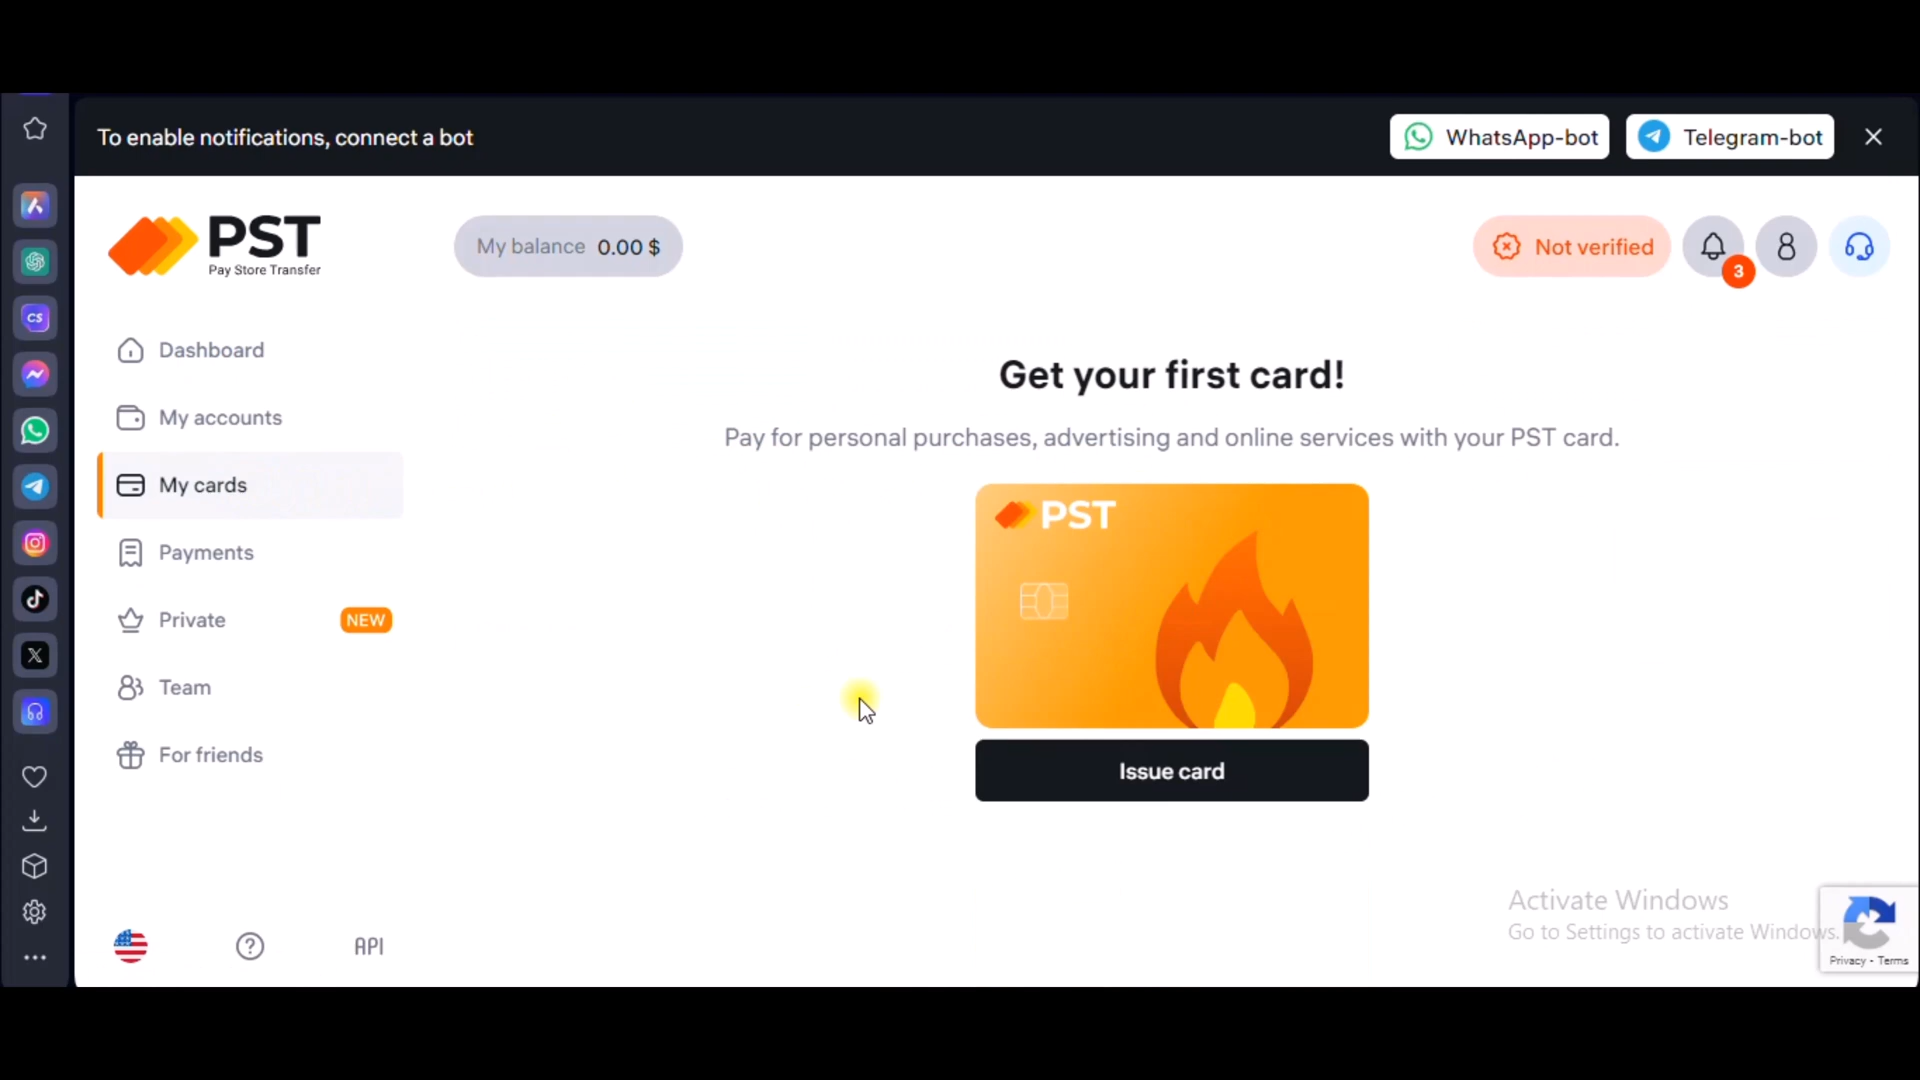 To enable notifications, connect a bot
WhatsApp-bot
Telegram-bot
PST
Pay Store Transfer
My balance 0.00 $
Not verified
3
Dashboard
My accounts
My cards
Payments
Private
NEW
Team
For friends
API
Get your first card!
Pay for personal purchases, advertising and online services with your PST card.
PST
Issue card
Activate Windows
Go to Settings to activate Windows.
Privacy - Terms
CS